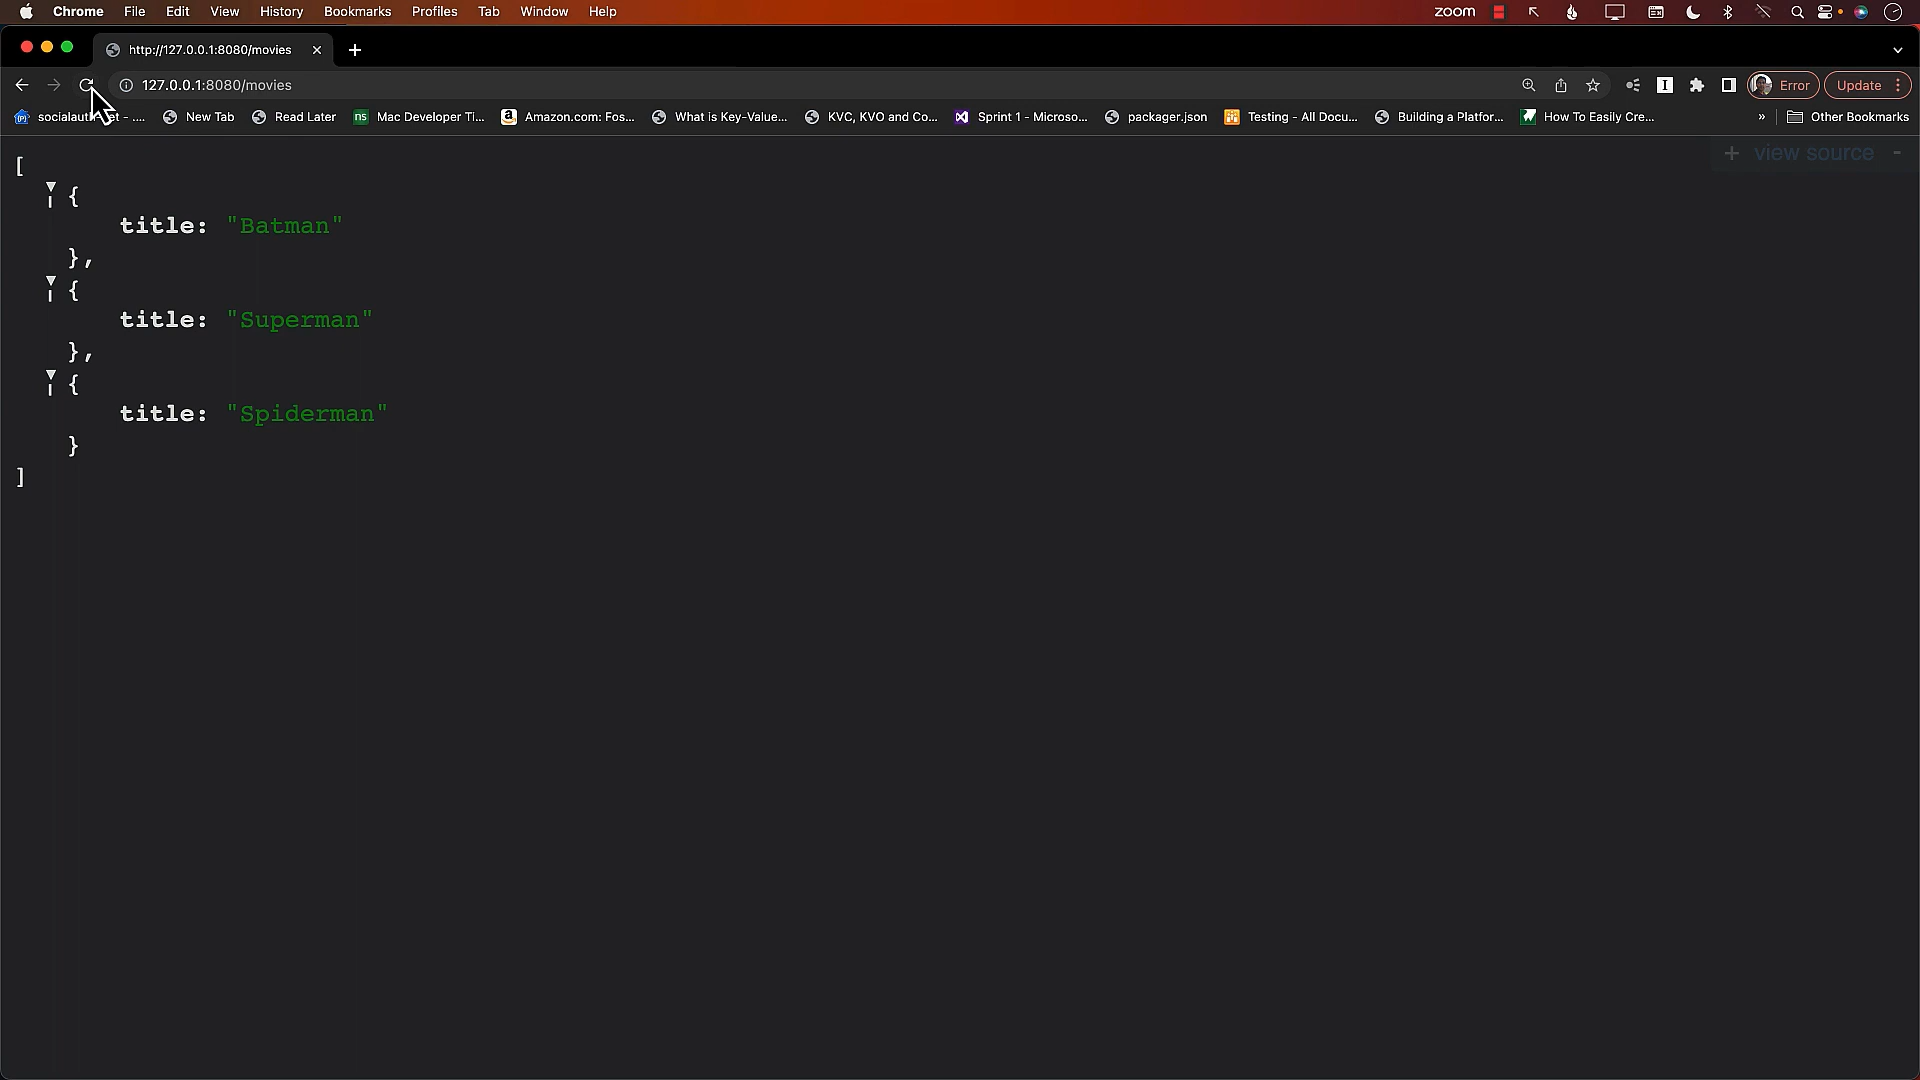 Chrome File Edit View History Bookmarks Profiles Tab Window Help zoom
http://127.0.0.1:8080/movies
127.0.0.1:8080/movies Error Update
New Tab Read Later Mac Developer Ti... Amazon.com: Fos... What is Key-Value... KVC, KVO and Co... Sprint 1 - Microso... packager.json Testing - All Docu... Building a Platfor... How To Easily Cre... » Other Bookmarks
[ + view source -
{
title: "Batman"
},
{
title: "Superman"
},
{
title: "Spiderman"
}
]